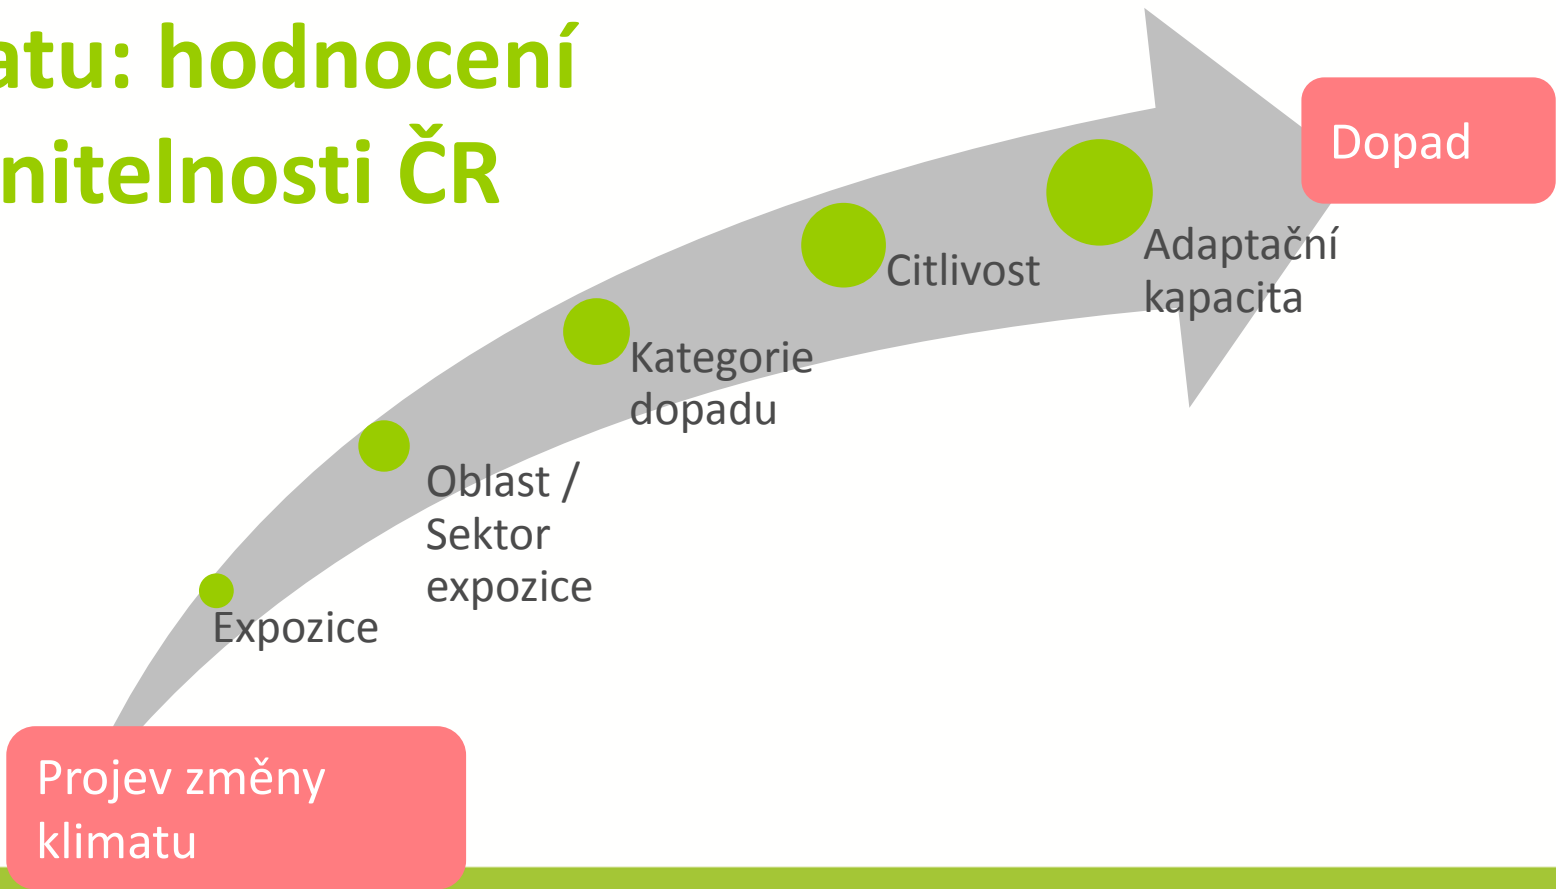 atu: hodnocení
nitelnosti ČR
Dopad
Adaptační
kapacita
Citlivost
Kategorie
dopadu
Oblast /
Sektor
expozice
Expozice
Projev změny
klimatu